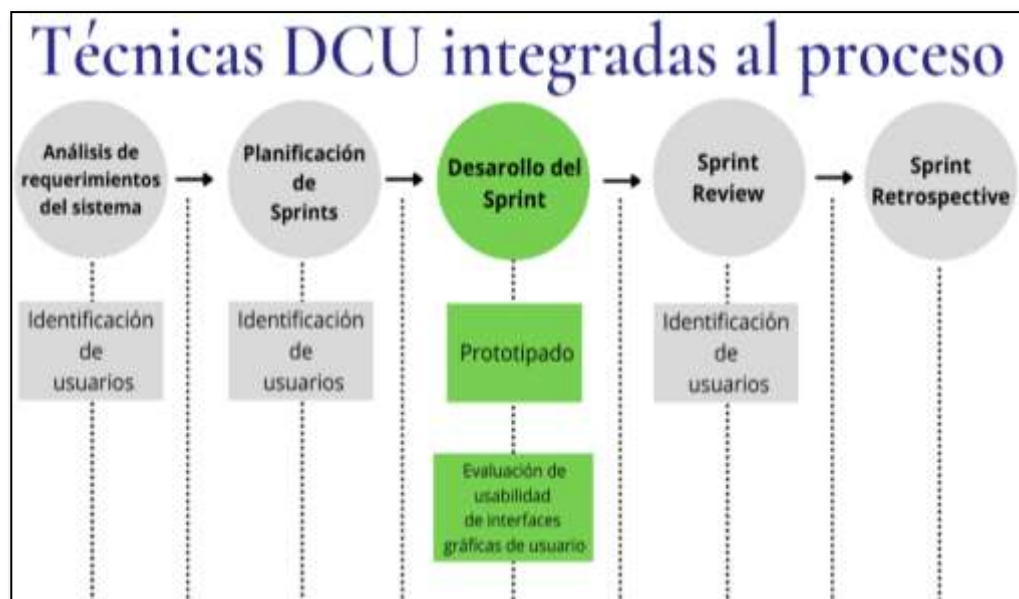 Técnicas DCU integradas al proceso
Análisis de
requerimientos
del sistema
Planificación
de
Sprints
Desarollo del
Sprint
Sprint
Review
Sprint
Retrospective
Identificación
de
usuarios
Identificación
de
usuarios
Prototipado
Identificación
de
usuarios
Evaluación de
usabilidad
de interfaces
gráficas de usuario